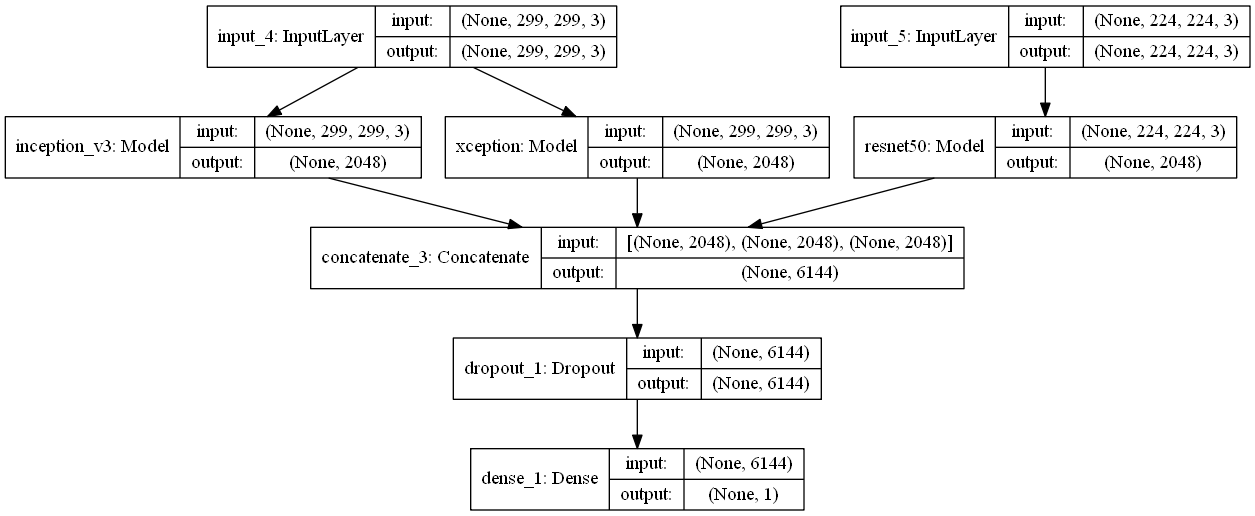 input_4: InputLayer
input: (None, 299, 299, 3)
output: (None, 299, 299, 3)
input_5: InputLayer
input: (None, 224, 224, 3)
output: (None, 224, 224, 3)
inception_v3: Model
input: (None, 299, 299, 3)
output: (None, 2048)
xception: Model
input: (None, 299, 299, 3)
output: (None, 2048)
resnet50: Model
input: (None, 224, 224, 3)
output: (None, 2048)
concatenate_3: Concatenate
input: [(None, 2048), (None, 2048), (None, 2048)]
output: (None, 6144)
dropout_1: Dropout
input: (None, 6144)
output: (None, 6144)
dense_1: Dense
input: (None, 6144)
output: (None, 1)